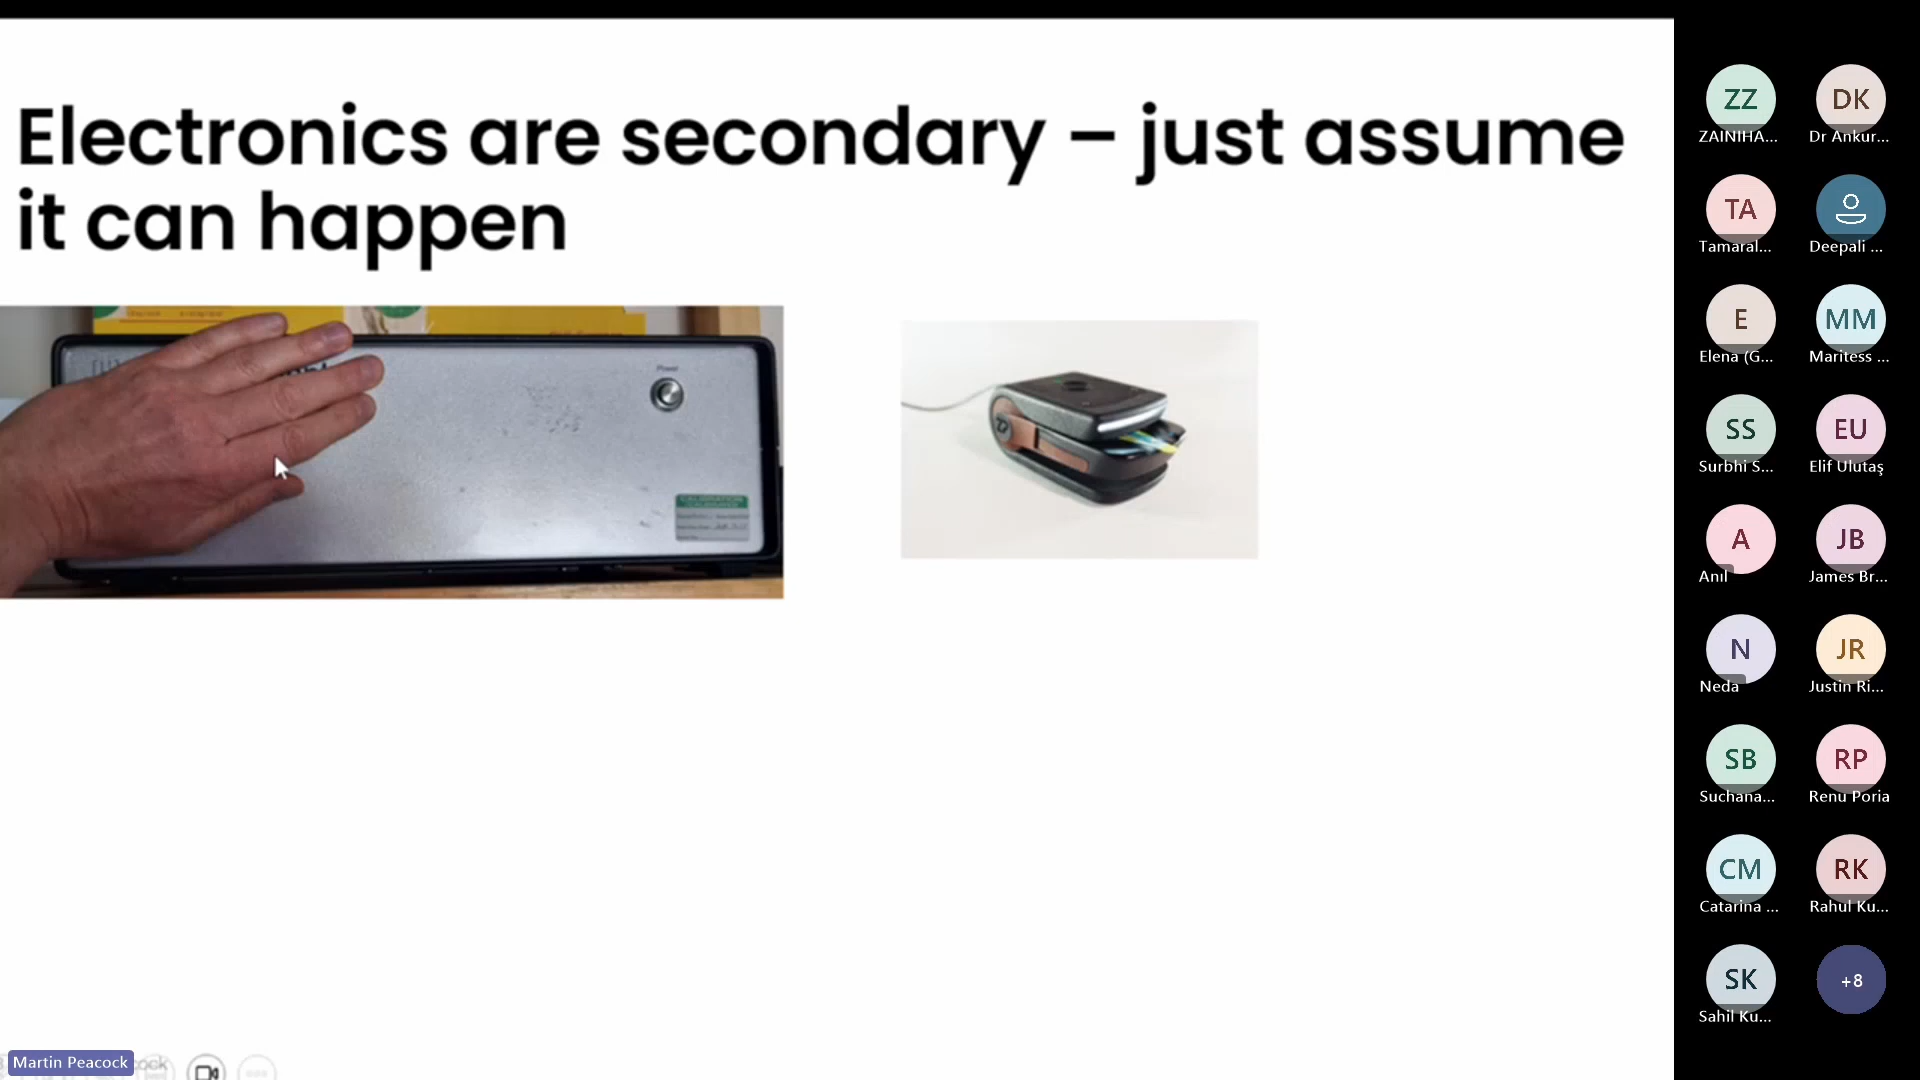 Electronics are secondary – just assume
it can happen
Power
CALIBRATION
ZZ
ZAINIHA...
DK
Dr Ankur...
TA
Tamaral...
Deepali ...
E
Elena (G...
MM
Maritess ...
SS
Surbhi S...
EU
Elif Ulutaş
A
Anıl
JB
James Br...
N
Neda
JR
Justin Ri...
SB
Suchana...
RP
Renu Poria
CM
Catarina ...
RK
Rahul Ku...
SK
Sahil Ku...
+8
Martin Peacock